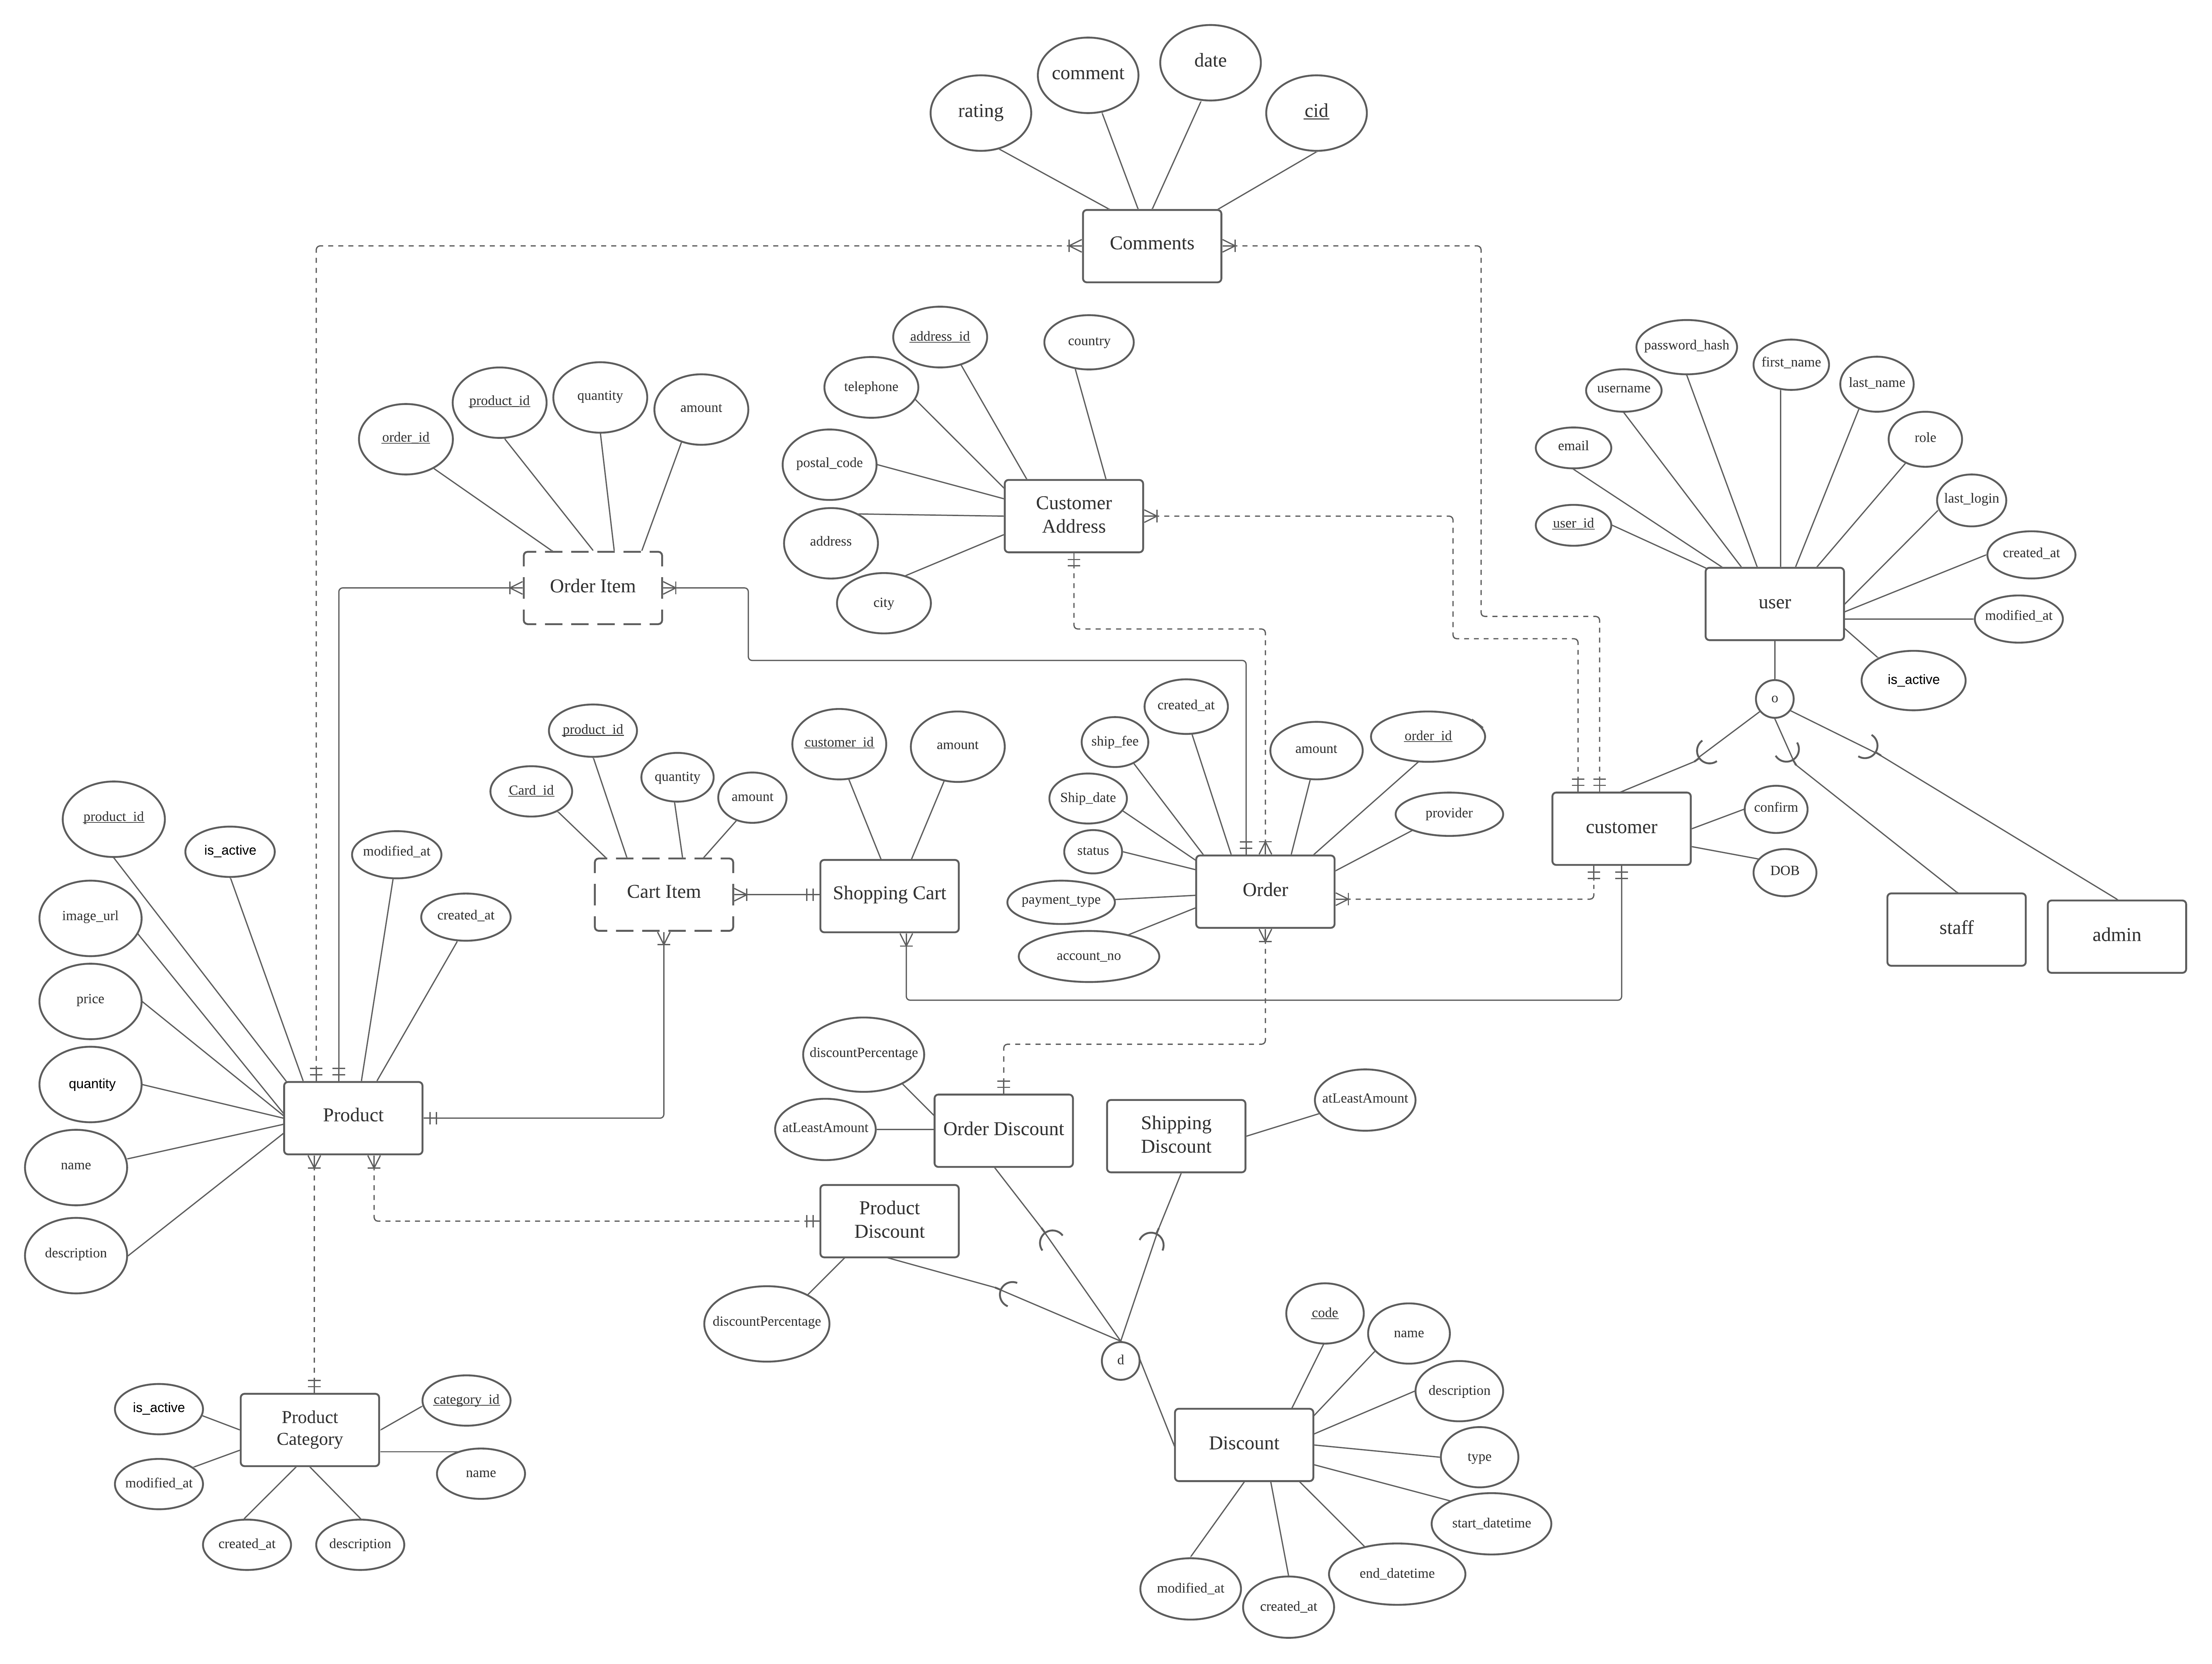 date
comment
rating
cid
Comments
address_id
country
telephone
postal_code
address
city
Customer
Address
order_id
product_id
quantity
amount
Order Item
password_hash
first_name
last_name
username
role
email
last_login
user_id
created_at
modified_at
is_active
user
o
customer
confirm
DOB
staff
admin
Card_id
product_id
quantity
amount
Cart Item
customer_id
amount
Shopping Cart
created_at
ship_fee
Ship_date
status
payment_type
account_no
amount
order_id
provider
Order
product_id
is_active
modified_at
created_at
image_url
price
quantity
name
description
Product
discountPercentage
atLeastAmount
Order Discount
Shipping
Discount
atLeastAmount
Product
Discount
discountPercentage
d
Discount
code
name
description
type
start_datetime
end_datetime
created_at
modified_at
is_active
modified_at
created_at
description
category_id
name
Product
Category